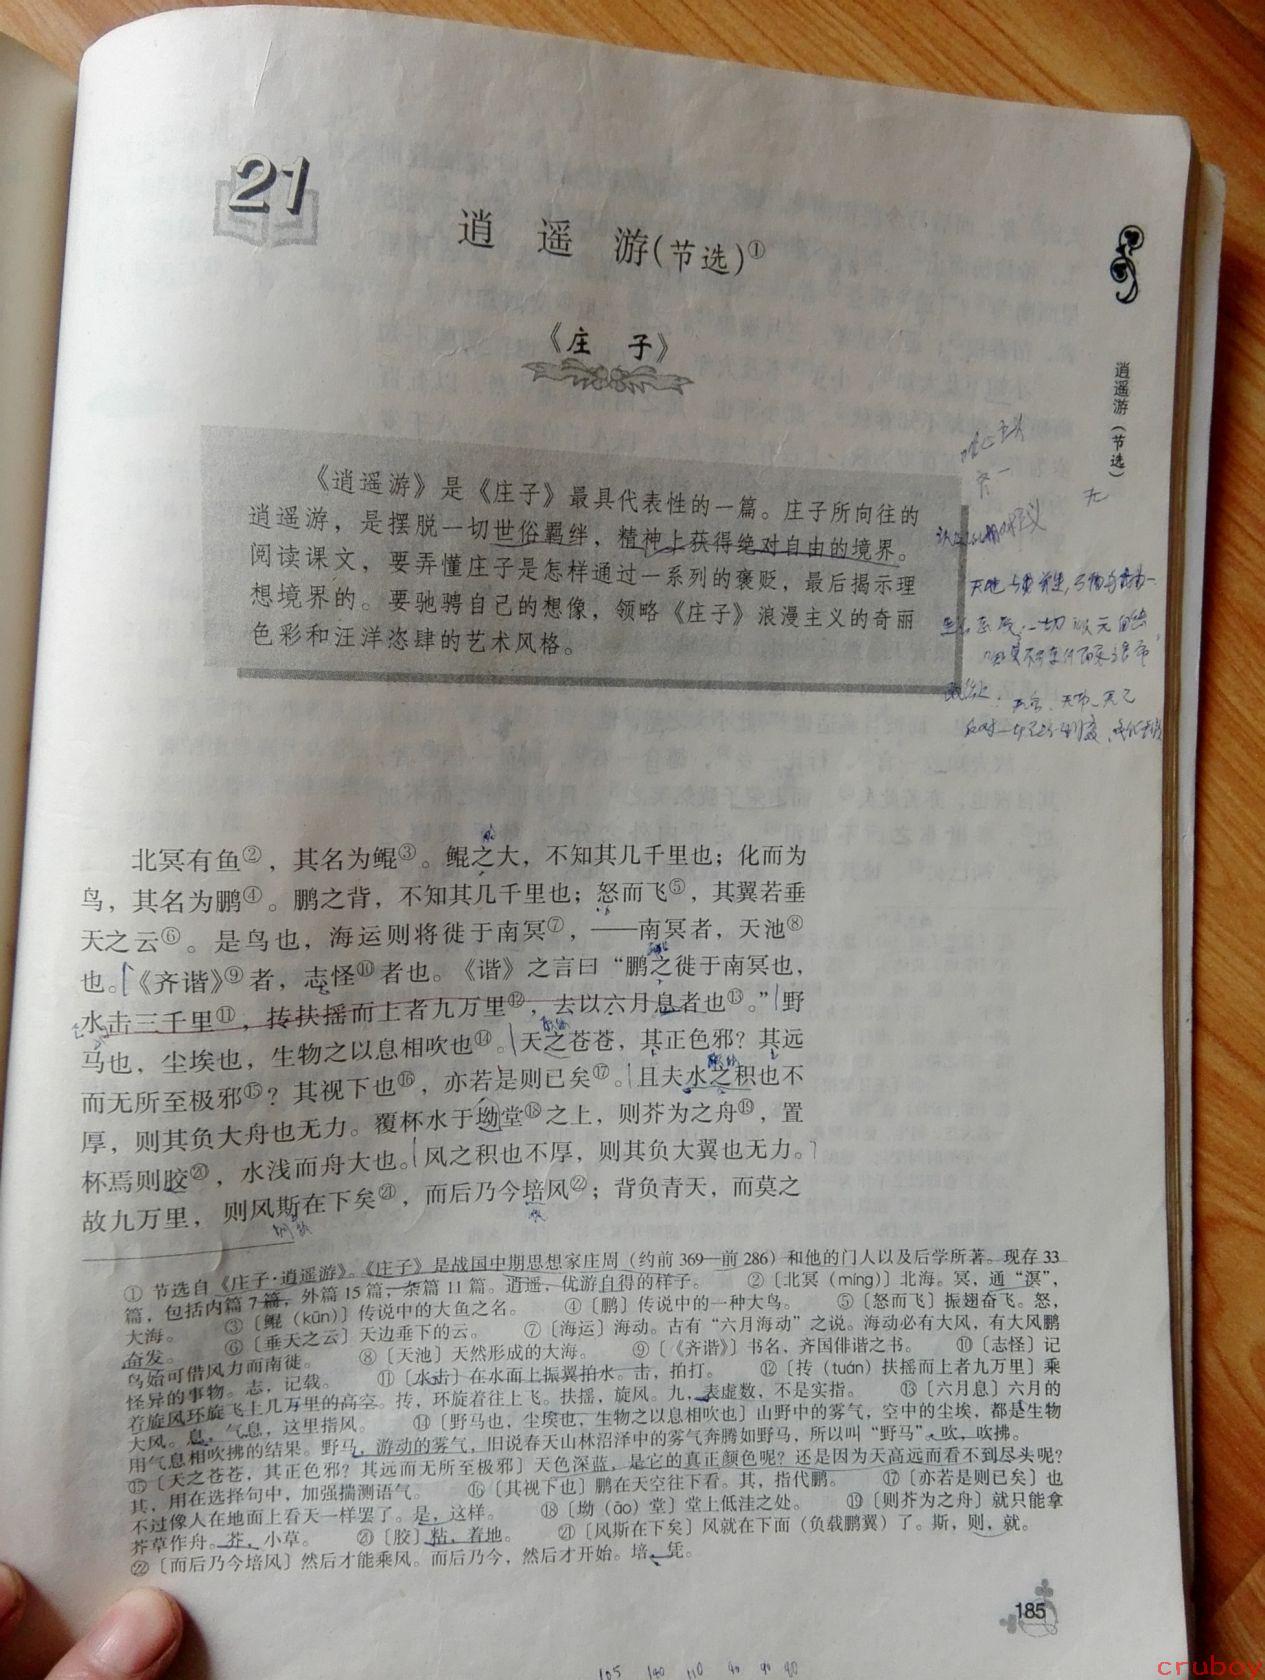 21
逍 遥 游(节选)①
《庄 子》
逍遥游（节选）
《逍遥游》是《庄子》最具代表性的一篇。庄子所向往的
逍遥游，是摆脱一切世俗羁绊，精神上获得绝对自由的境界。
阅读课文，要弄懂庄子是怎样通过一系列的褒贬，最后揭示理
想境界的。要驰骋自己的想像，领略《庄子》浪漫主义的奇丽
色彩和汪洋恣肆的艺术风格。
无
北冥有鱼②，其名为鲲③。鲲之大，不知其几千里也；化而为
鸟，其名为鹏④。鹏之背，不知其几千里也；怒而飞⑤，其翼若垂
天之云⑥。是鸟也，海运则将徙于南冥⑦，——南冥者，天池⑧
也。《齐谐》⑨者，志怪⑩者也。《谐》之言曰“鹏之徙于南冥也，
水击三千里⑪，抟扶摇而上者九万里⑫，去以六月息者也⑬。”野
马也，尘埃也，生物之以息相吹也⑭。天之苍苍，其正色邪？其远
而无所至极邪⑮？其视下也⑯，亦若是则已矣⑰。且夫水之积也不
厚，则其负大舟也无力。覆杯水于坳堂⑱之上，则芥为之舟⑲，置
杯焉则胶⑳，水浅而舟大也。风之积也不厚，则其负大翼也无力。
故九万里，则风斯在下矣㉑，而后乃今培风㉒；背负青天，而莫之
① 节选自《庄子·逍遥游》。《庄子》是战国中期思想家庄周（约前369—前286）和他的门人以及后学所著。现存33
篇，包括内篇7篇，外篇15篇，杂篇11篇。逍遥，优游自得的样子。 ②〔北冥（míng）〕北海。冥，通“溟”，
大海。 ③〔鲲（kūn）〕传说中的大鱼之名。 ④〔鹏〕传说中的一种大鸟。 ⑤〔怒而飞〕振翅奋飞。怒，
奋发。 ⑥〔垂天之云〕天边垂下的云。 ⑦〔海运〕海动。古有“六月海动”之说。海动必有大风，有大风鹏
鸟始可借风力而南徙。 ⑧〔天池〕天然形成的大海。 ⑨〔《齐谐》〕书名，齐国俳谐之书。 ⑩〔志怪〕记
怪异的事物。志，记载。 ⑪〔水击〕在水面上振翼拍水。击，拍打。 ⑫〔抟（tuán）扶摇而上者九万里〕乘
着旋风环旋飞上几万里的高空。抟，环旋着往上飞。扶摇，旋风。九，表虚数，不是实指。 ⑬〔六月息〕六月的
大风。息，气息，这里指风。 ⑭〔野马也，尘埃也，生物之以息相吹也〕山野中的雾气，空中的尘埃，都是生物
用气息相吹拂的结果。野马，游动的雾气，旧说春天山林沼泽中的雾气奔腾如野马，所以叫“野马”。吹，吹拂。
⑮〔天之苍苍，其正色邪？其远而无所至极邪〕天色深蓝，是它的真正颜色呢？还是因为天高远而看不到尽头呢？
其，用在选择句中，加强揣测语气。 ⑯〔其视下也〕鹏在天空往下看。其，指代鹏。 ⑰〔亦若是则已矣〕也
不过像人在地面上看天一样罢了。是，这样。 ⑱〔坳（āo）堂〕堂上低洼之处。 ⑲〔则芥为之舟〕就只能拿
芥草作舟。芥，小草。 ⑳〔胶〕粘，着地。 ㉑〔风斯在下矣〕风就在下面（负载鹏翼）了。斯，则，就。
㉒〔而后乃今培风〕然后才能乘风。而后乃今，然后才开始。培，凭。
185
cruboy